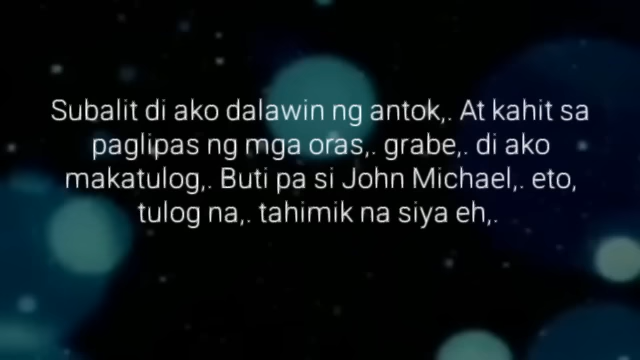 Subalit di ako dalawin ng antok,. At kahit sa
paglipas ng mga oras,. grabe,. di ako
makatulog,. Buti pa si John Michael,. eto,
tulog na,. tahimik na siya eh,.